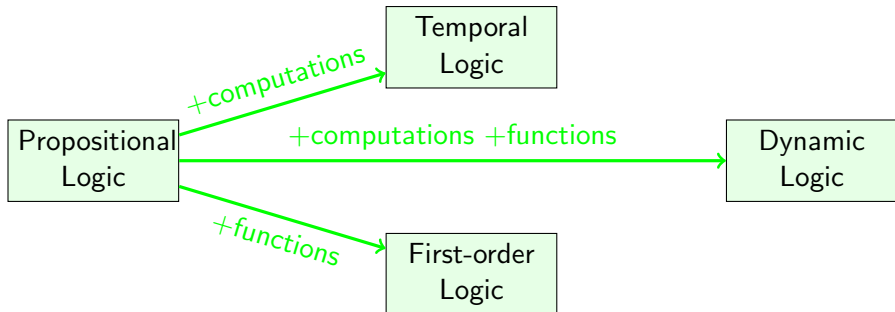 Temporal
Logic
+computations
Propositional
Logic
+computations +functions
Dynamic
Logic
+functions
First-order
Logic